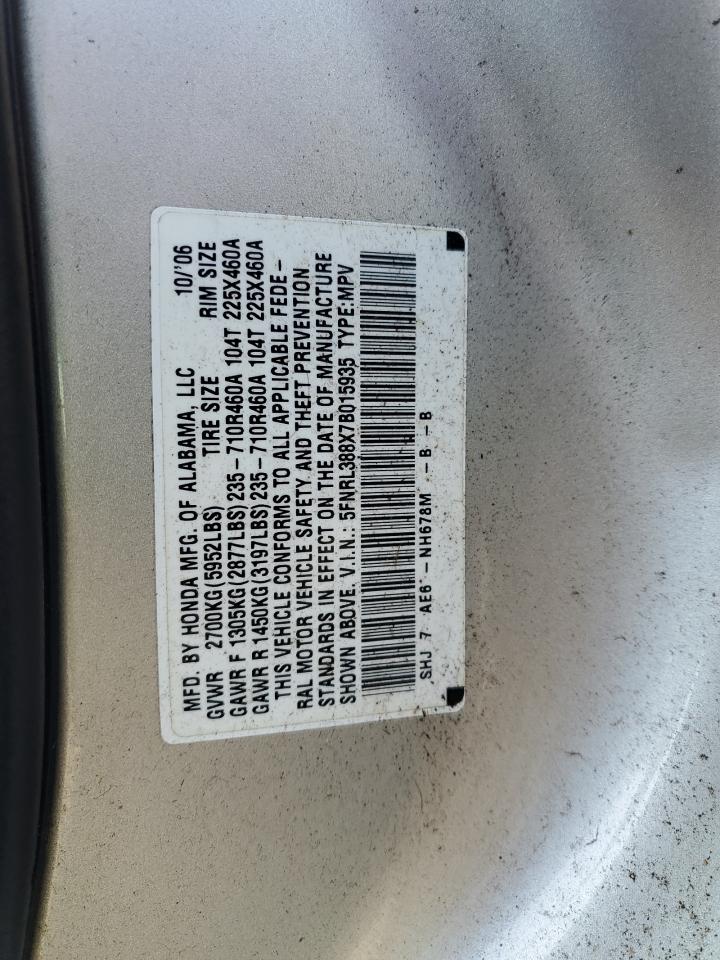 MFD. BY HONDA MFG. OF ALABAMA, LLC 10/'06
GVWR 2700KG(5952LBS) TIRE SIZE RIM SIZE
GAWR F 1305KG(2877LBS)235-710R460A 104T 225X460A
GAWR R 1450KG(3197LBS)235-710R460A 104T 225X460A
THIS VEHICLE CONFORMS TO ALL APPLICABLE FEDE-
RAL MOTOR VEHICLE SAFETY AND THEFT PREVENTION
STANDARDS IN EFFECT ON THE DATE OF MANUFACTURE
SHOWN ABOVE. V.I.N.: 5FNRL388X7B015935 TYPE:MPV
SHJ 7 AE6 -NH678M -B -B